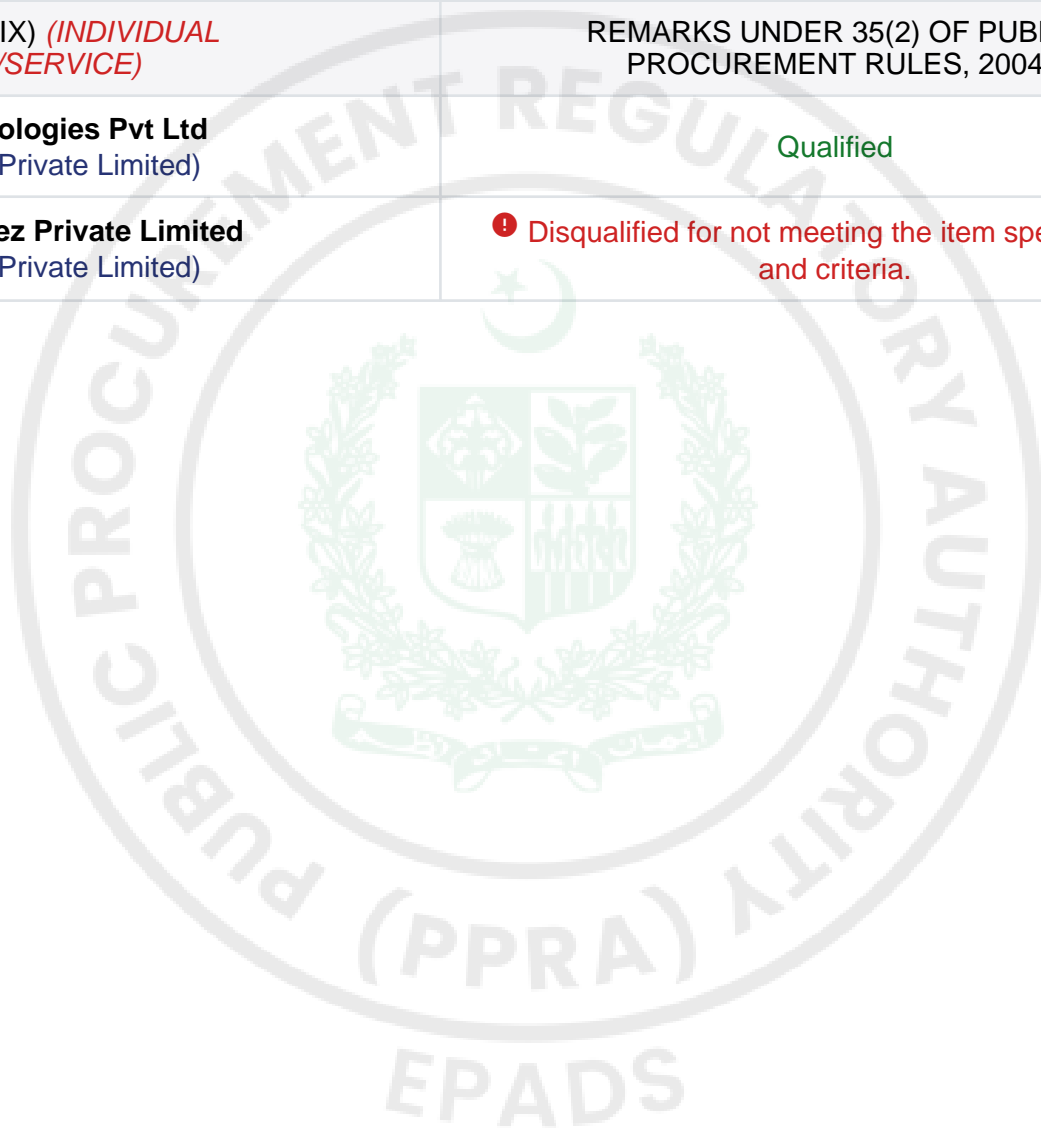 IX) (INDIVIDUAL
/SERVICE)
REMARKS UNDER 35(2) OF PUB
PROCUREMENT RULES, 2004
ologies Pvt Ltd
Private Limited)
Qualified
ez Private Limited
Private Limited)
Disqualified for not meeting the item spe
and criteria.
PUBLIC PROCUREMENT REGULATORY AUTHORITY
(PPRA)
EPADS